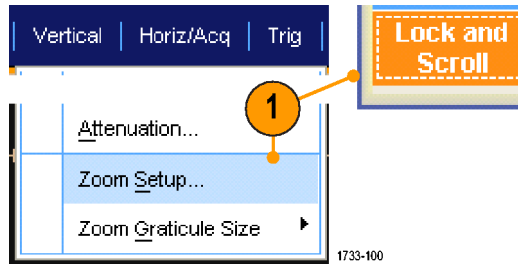 Vertical | Horiz/Acq | Trig
Lock and
Scroll
1
Attenuation...
Zoom Setup...
Zoom Graticule Size
1733-100